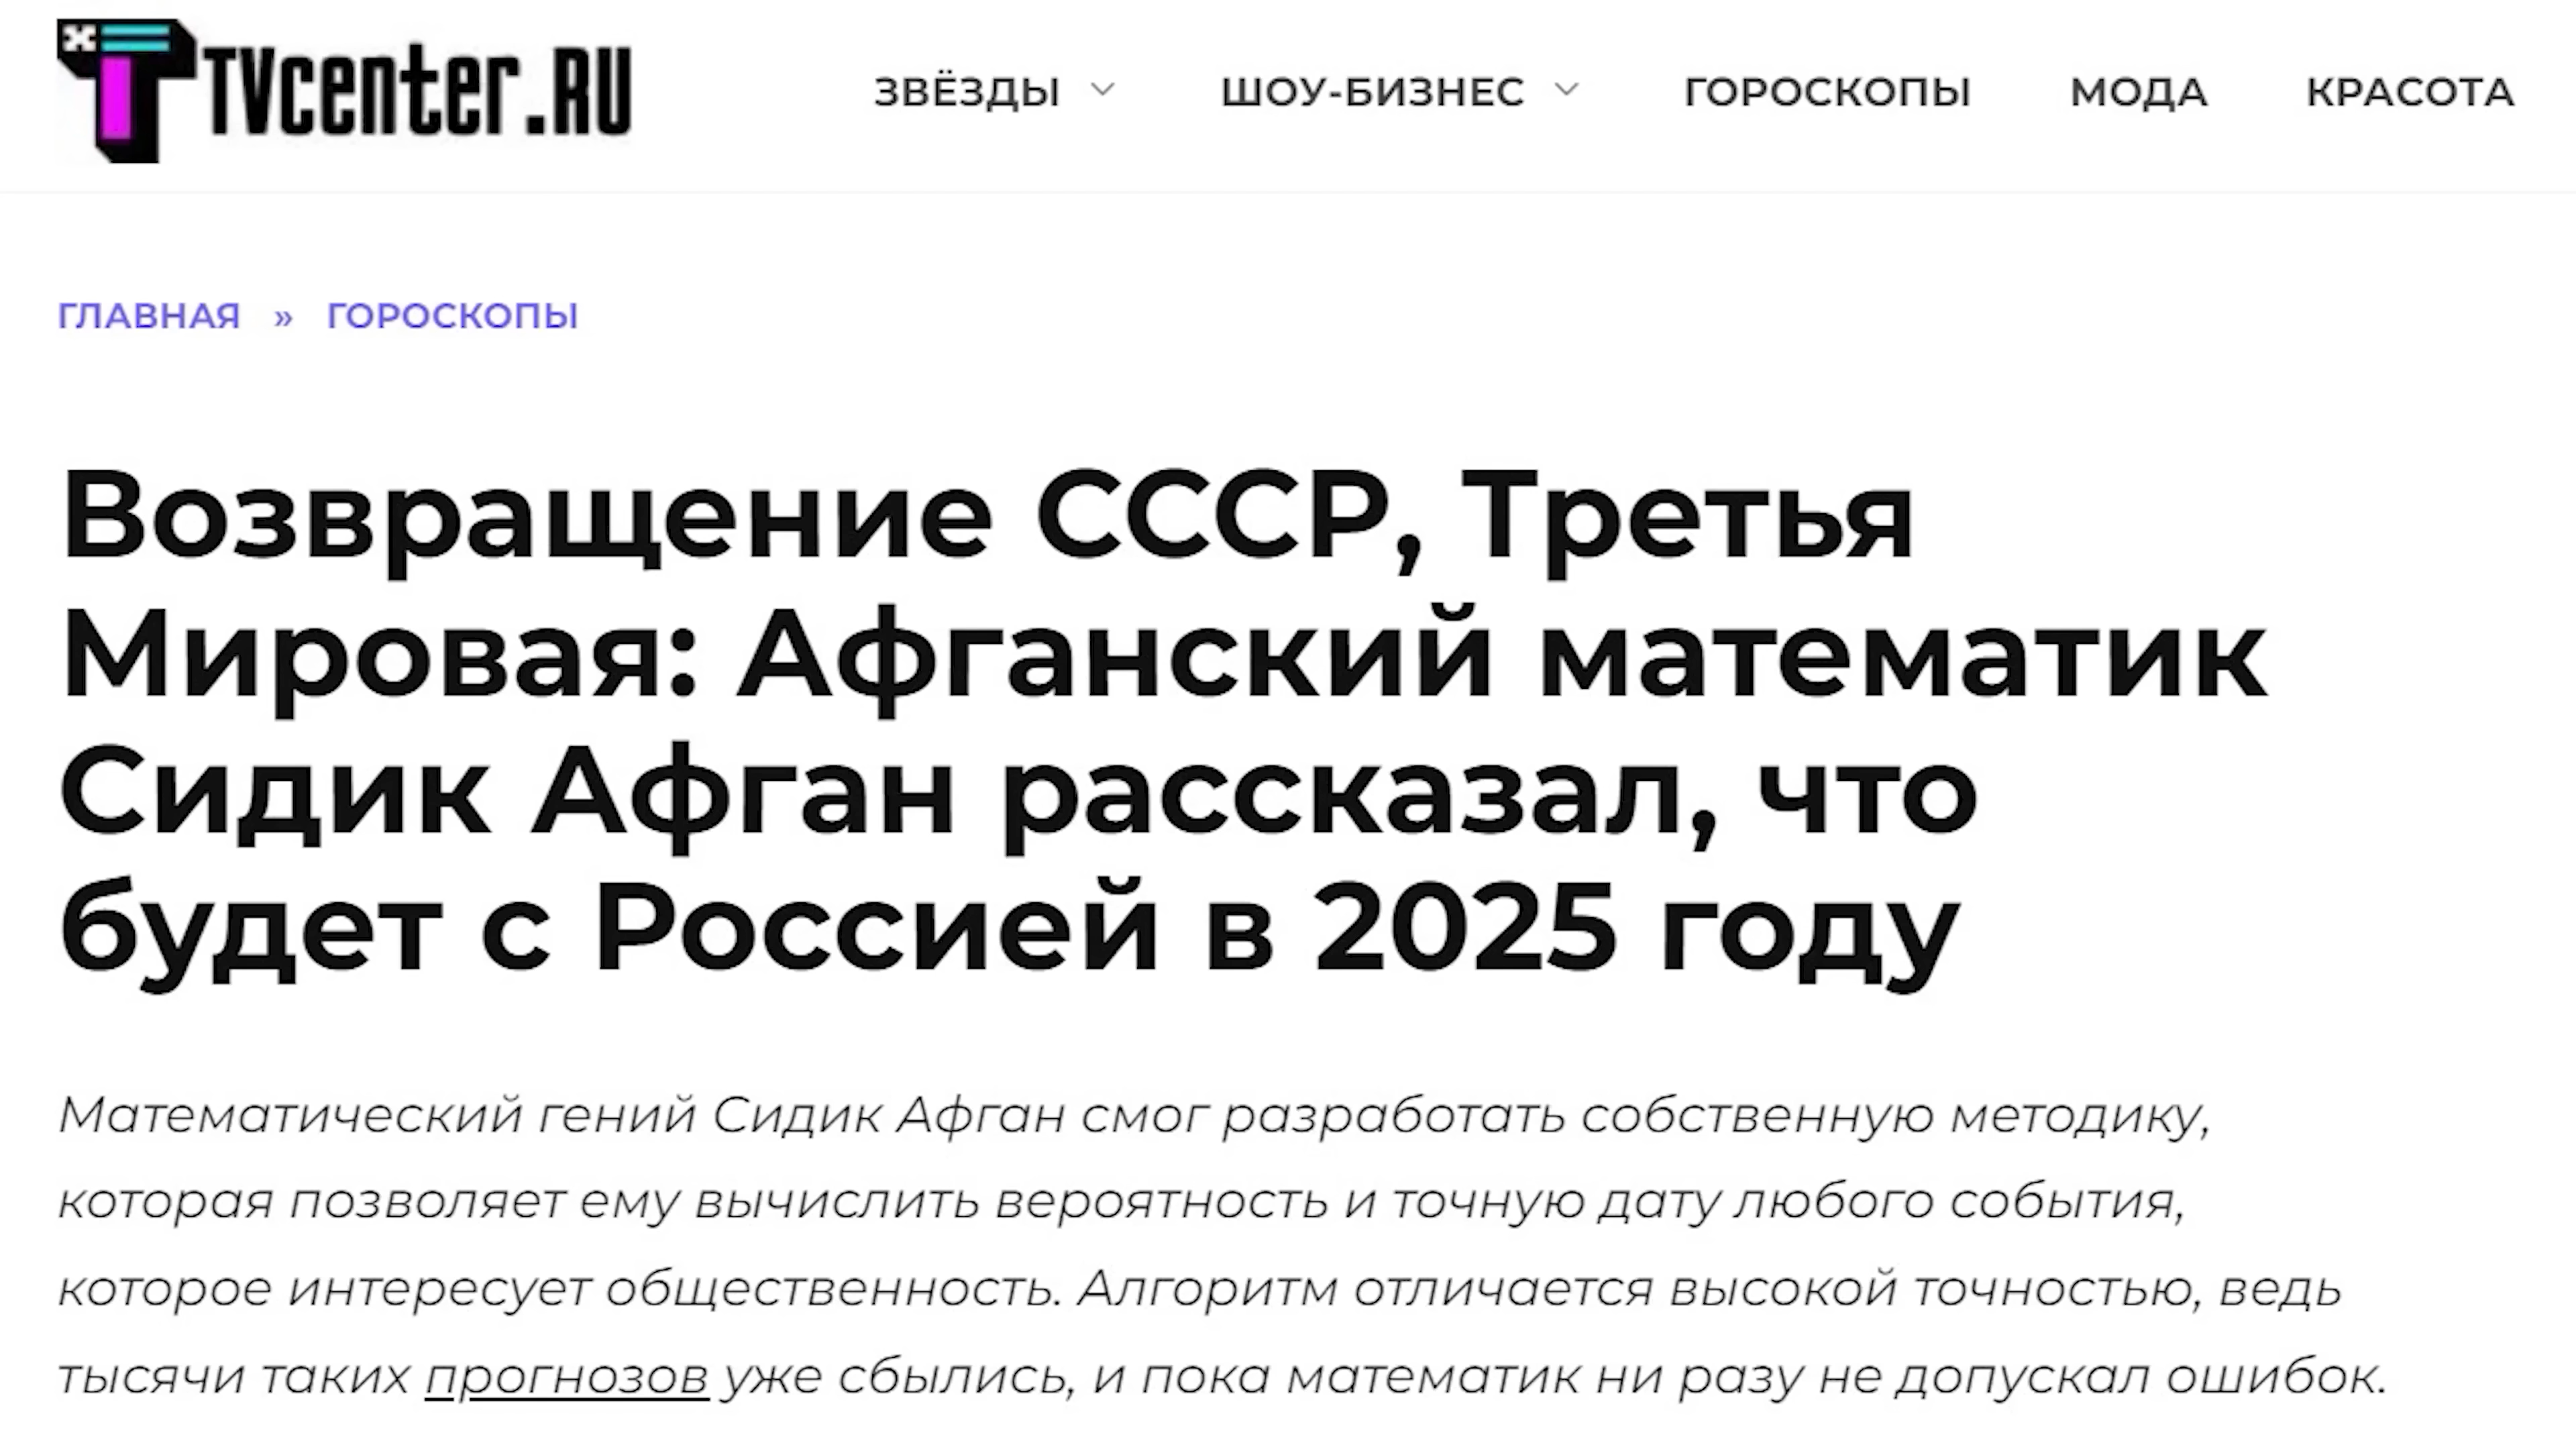 TVcenter.RU
ЗВЁЗДЫ ШОУ-БИЗНЕС ГОРОСКОПЫ МОДА КРАСОТА
ГЛАВНАЯ » ГОРОСКОПЫ
Возвращение СССР, Третья
Мировая: Афганский математик
Сидик Афган рассказал, что
будет с Россией в 2025 году
Математический гений Сидик Афган смог разработать собственную методику,
которая позволяет ему вычислить вероятность и точную дату любого события,
которое интересует общественность. Алгоритм отличается высокой точностью, ведь
тысячи таких прогнозов уже сбылись, и пока математик ни разу не допускал ошибок.